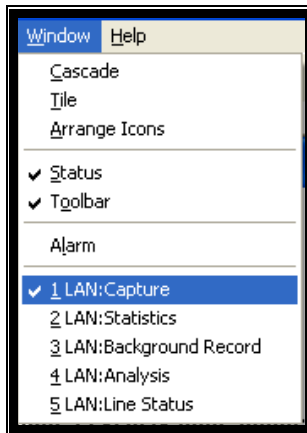 Window Help
Cascade
Tile
Arrange Icons
Status
Toolbar
Alarm
1 LAN:Capture
2 LAN:Statistics
3 LAN:Background Record
4 LAN:Analysis
5 LAN:Line Status